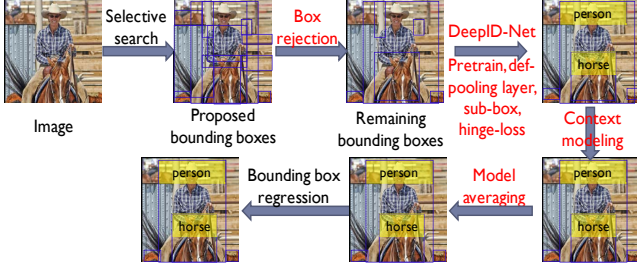 Selective
search
Box
rejection
DeepID-Net
Pretrain, def-
pooling layer,
sub-box,
hinge-loss
person
horse
Image
Proposed
bounding boxes
Remaining
bounding boxes
Context
modeling
person
horse
Bounding box
regression
person
horse
Model
averaging
person
horse